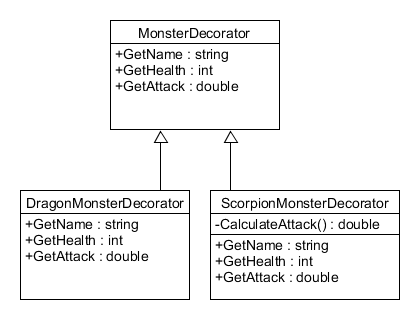 MonsterDecorator
+GetName : string
+GetHealth : int
+GetAttack : double
DragonMonsterDecorator
+GetName : string
+GetHealth : int
+GetAttack : double
ScorpionMonsterDecorator
-CalculateAttack() : double
+GetName : string
+GetHealth : int
+GetAttack : double